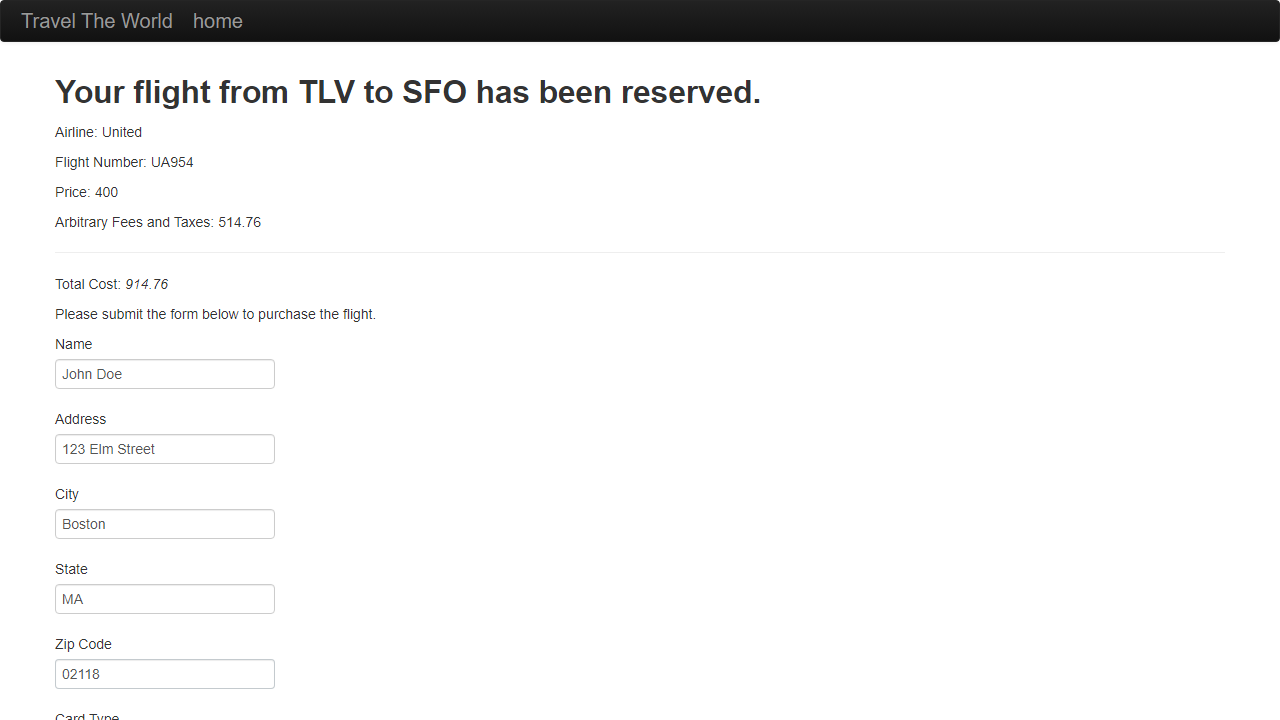 Travel The World home
Your flight from TLV to SFO has been reserved.
Airline: United
Flight Number: UA954
Price: 400
Arbitrary Fees and Taxes: 514.76
Total Cost: 914.76
Please submit the form below to purchase the flight.
Name
John Doe
Address
123 Elm Street
City
Boston
State
MA
Zip Code
02118
Card Type